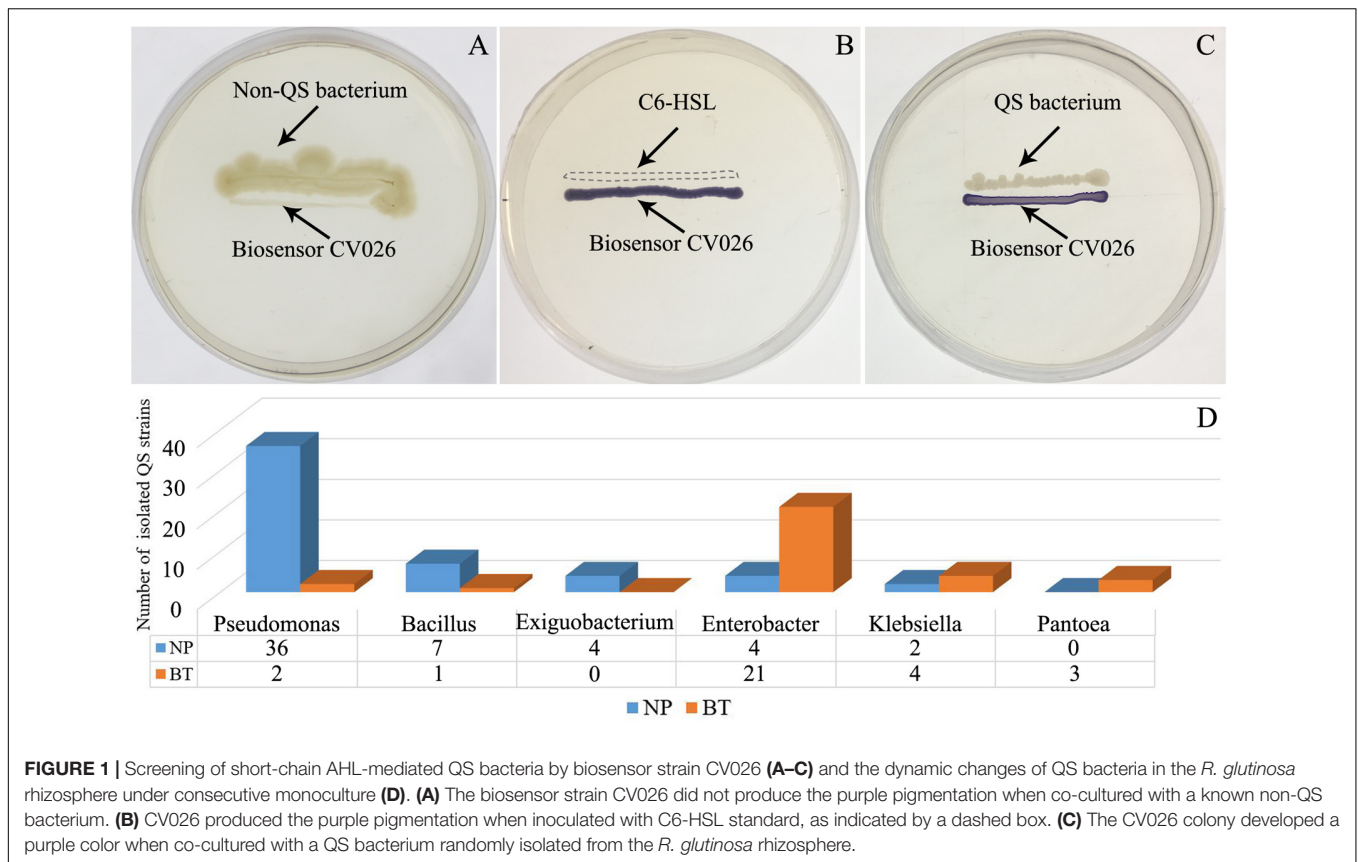 A
Non-QS bacterium
Biosensor CV026
B
C6-HSL
Biosensor CV026
C
QS bacterium
Biosensor CV026
D
Number of isolated QS strains
40
30
20
10
0
Pseudomonas Bacillus Exiguobacterium Enterobacter Klebsiella Pantoea
NP 36 7 4 4 2 0
BT 2 1 0 21 4 3
NP BT
FIGURE 1 | Screening of short-chain AHL-mediated QS bacteria by biosensor strain CV026 (A–C) and the dynamic changes of QS bacteria in the R. glutinosa
rhizosphere under consecutive monoculture (D). (A) The biosensor strain CV026 did not produce the purple pigmentation when co-cultured with a known non-QS
bacterium. (B) CV026 produced the purple pigmentation when inoculated with C6-HSL standard, as indicated by a dashed box. (C) The CV026 colony developed a
purple color when co-cultured with a QS bacterium randomly isolated from the R. glutinosa rhizosphere.